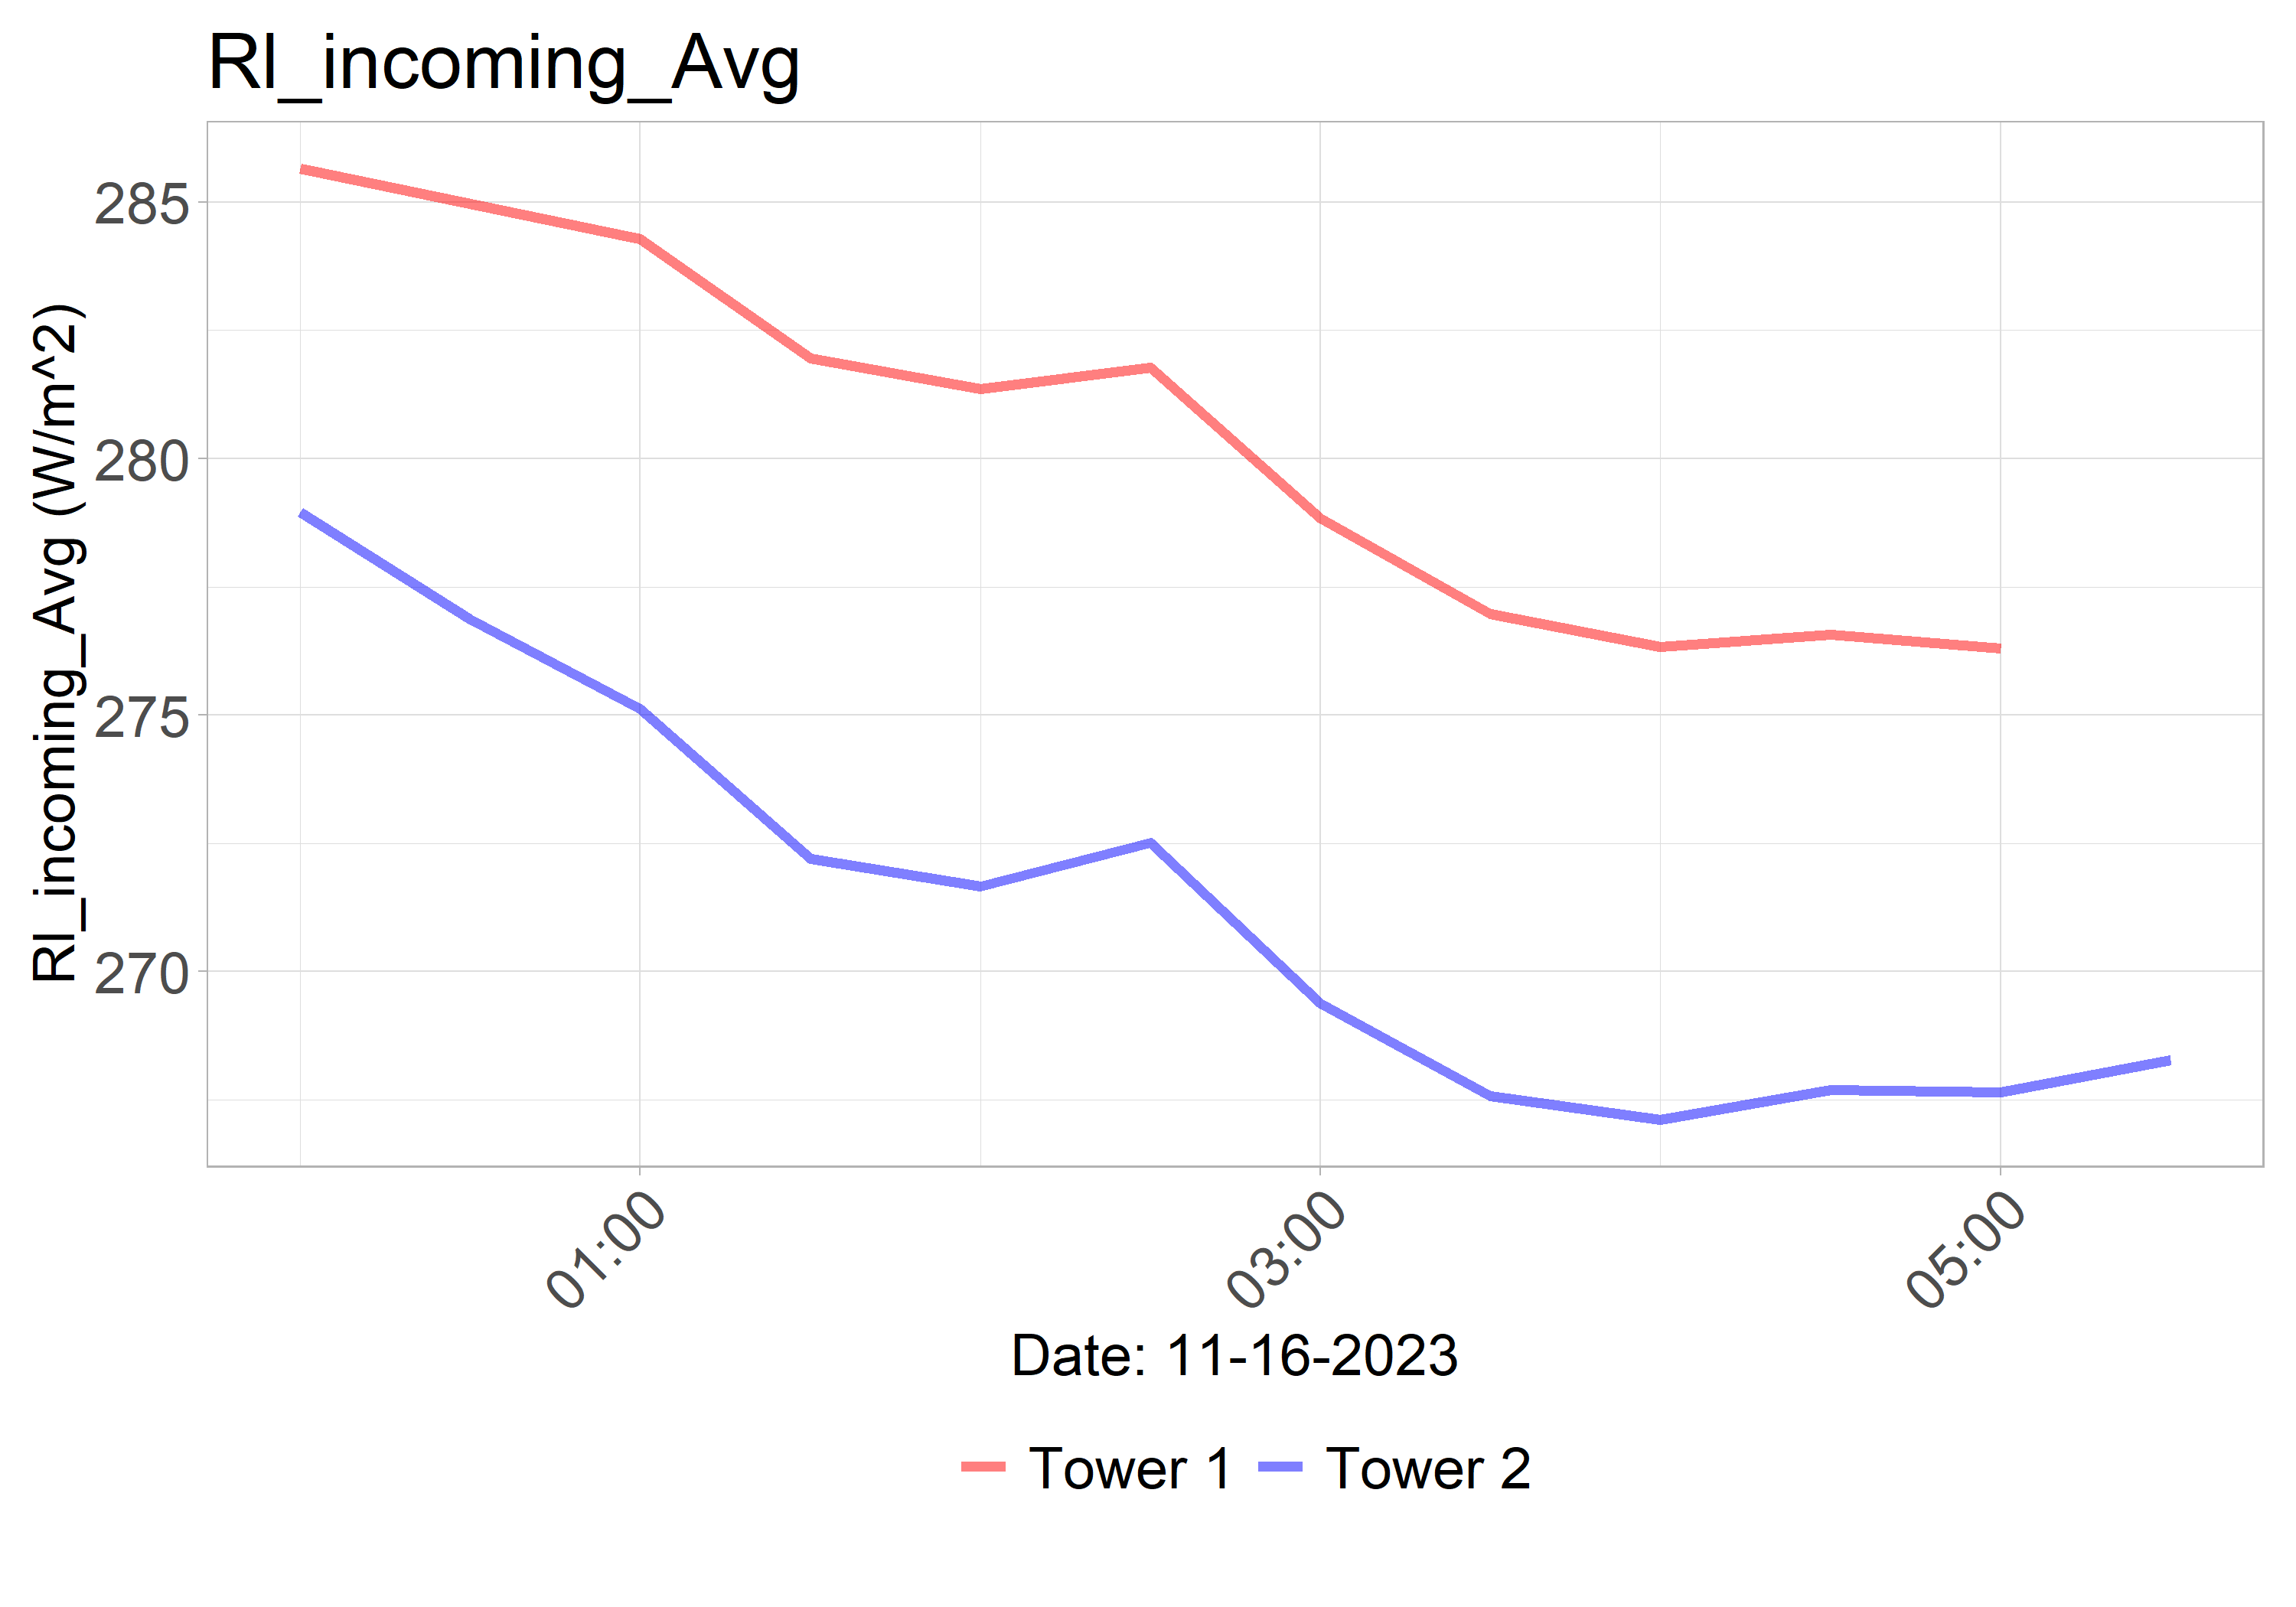 Rl_incoming_Avg
Rl_incoming_Avg (W/m^2)
285
280
275
270
01:00
03:00
05:00
Date: 11-16-2023
Tower 1
Tower 2